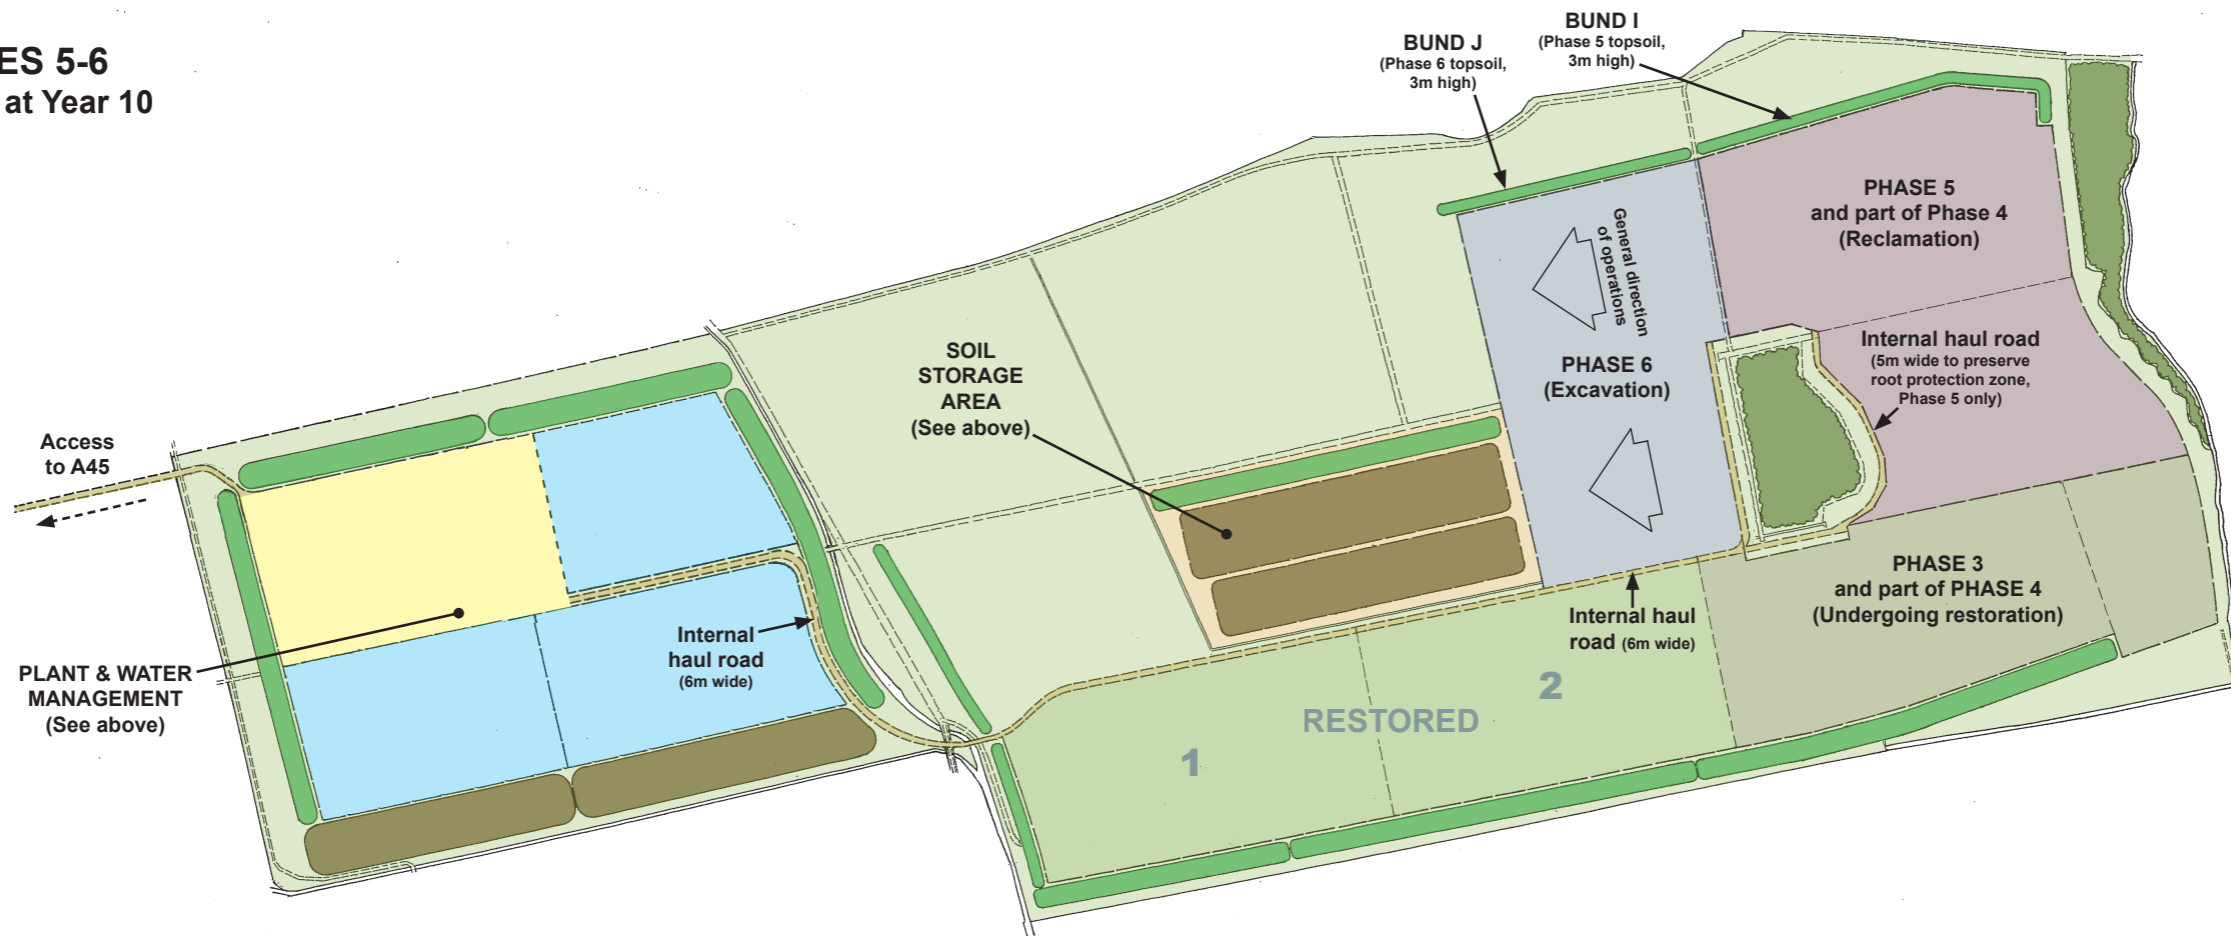 ES 5-6
at Year 10
BUND J
(Phase 6 topsoil,
3m high)
BUND I
(Phase 5 topsoil,
3m high)
PHASE 5
and part of Phase 4
(Reclamation)
General direction
of operations
Internal haul road
(5m wide to preserve
root protection zone,
Phase 5 only)
PHASE 6
(Excavation)
SOIL
STORAGE
AREA
(See above)
Access
to A45
PHASE 3
and part of PHASE 4
(Undergoing restoration)
Internal haul
road (6m wide)
Internal
haul road
(6m wide)
PLANT & WATER
MANAGEMENT
(See above)
2
RESTORED
1